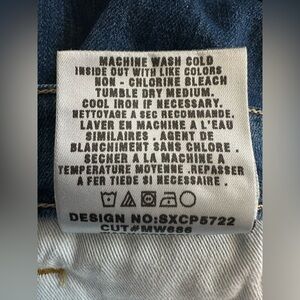 MACHINE WASH COLD
INSIDE OUT WITH LIKE COLORS
NON - CHLORINE BLEACH
TUMBLE DRY MEDIUM.
COOL IRON IF NECESSARY.
NETTOYAGE A SEC RECOMMANDE.
LAVER EN MACHINE A L'EAU
SIMILAIRES . AGENT DE
BLANCHIMENT SANS CHLORE .
SECHER A LA MACHINE A
TEMPERATURE MOYENNE .REPASSER
A FER TIEDE SI NECESSAIRE .
DESIGN NO:SXCP5722
CUT#MW686